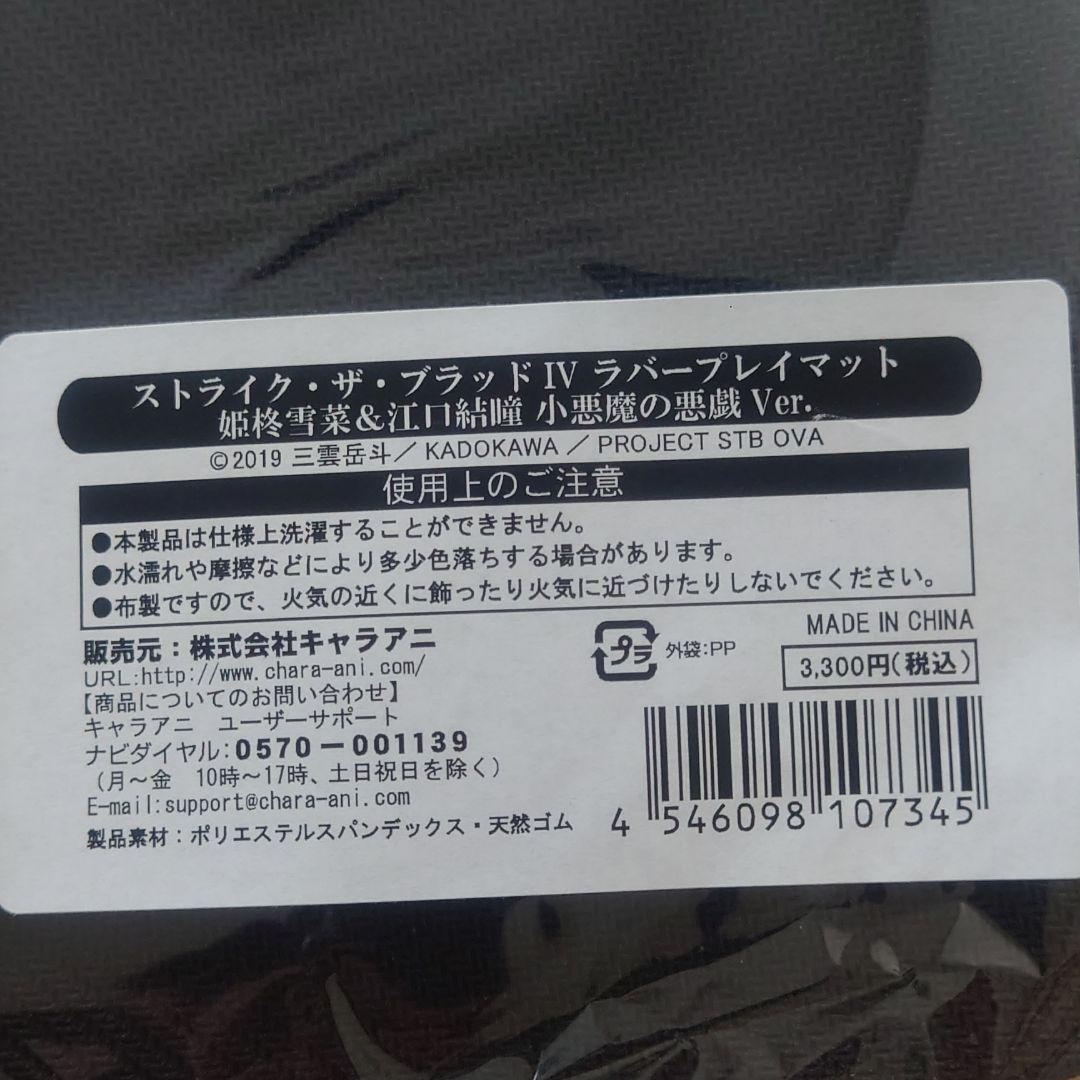 ストライク・ザ・ブラッドⅣ ラバープレイマット
姫柊雪菜&江口結瞳 小悪魔の悪戯 Ver.
©2019 三雲岳斗／KADOKAWA／PROJECT STB OVA
使用上のご注意
●本製品は仕様上洗濯することができません。
●水濡れや摩擦などにより多少色落ちする場合があります。
●布製ですので、火気の近くに飾ったり火気に近づけたりしないでください。
販売元：株式会社キャラアニ
URL:http://www.chara-ani.com/
【商品についてのお問い合わせ】
キャラアニ ユーザーサポート
ナビダイヤル:0570－001139
（月～金 10時～17時、土日祝日を除く）
E-mail:support@chara-ani.com
製品素材：ポリエステルスパンデックス・天然ゴム
MADE IN CHINA
プラ 外袋:PP
3,300円(税込)
4 546098 107345